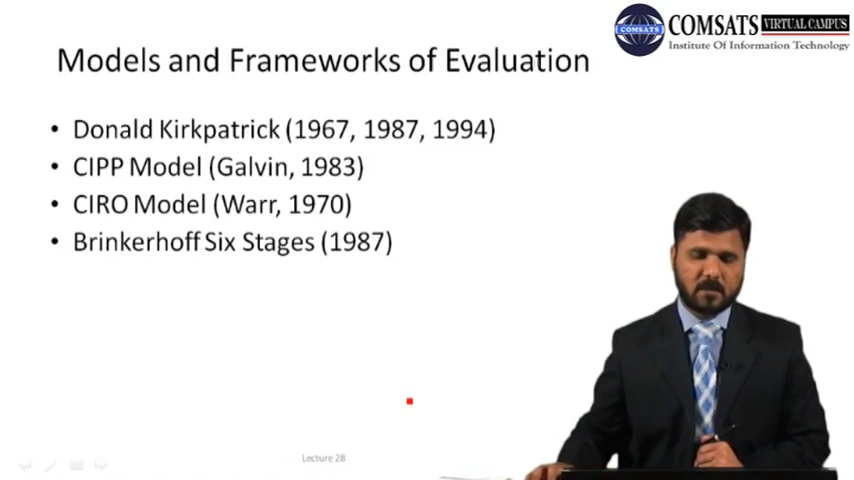 COMSATS VIRTUAL CAMPUS
COMSATS
Institute Of Information Technology
Models and Frameworks of Evaluation
• Donald Kirkpatrick (1967, 1987, 1994)
• CIPP Model (Galvin, 1983)
• CIRO Model (Warr, 1970)
• Brinkerhoff Six Stages (1987)
Lecture 28